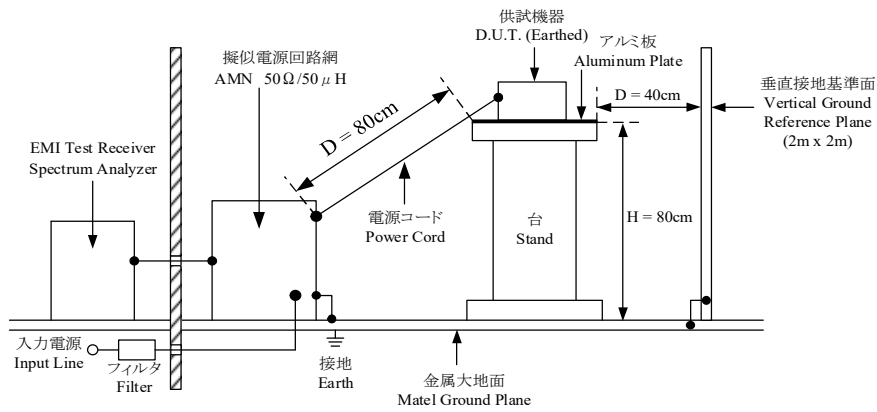 供試機器
D.U.T. (Earthed)
アルミ板
Aluminum Plate
擬似電源回路網
AMN 50Ω/50μH
D = 80cm
D = 40cm
垂直接地基準面
Vertical Ground
Reference Plane
(2m x 2m)
EMI Test Receiver
Spectrum Analyzer
電源コード
Power Cord
台
Stand
H = 80cm
入力電源
Input Line
フィルタ
Filter
接地
Earth
金属大地面
Matel Ground Plane